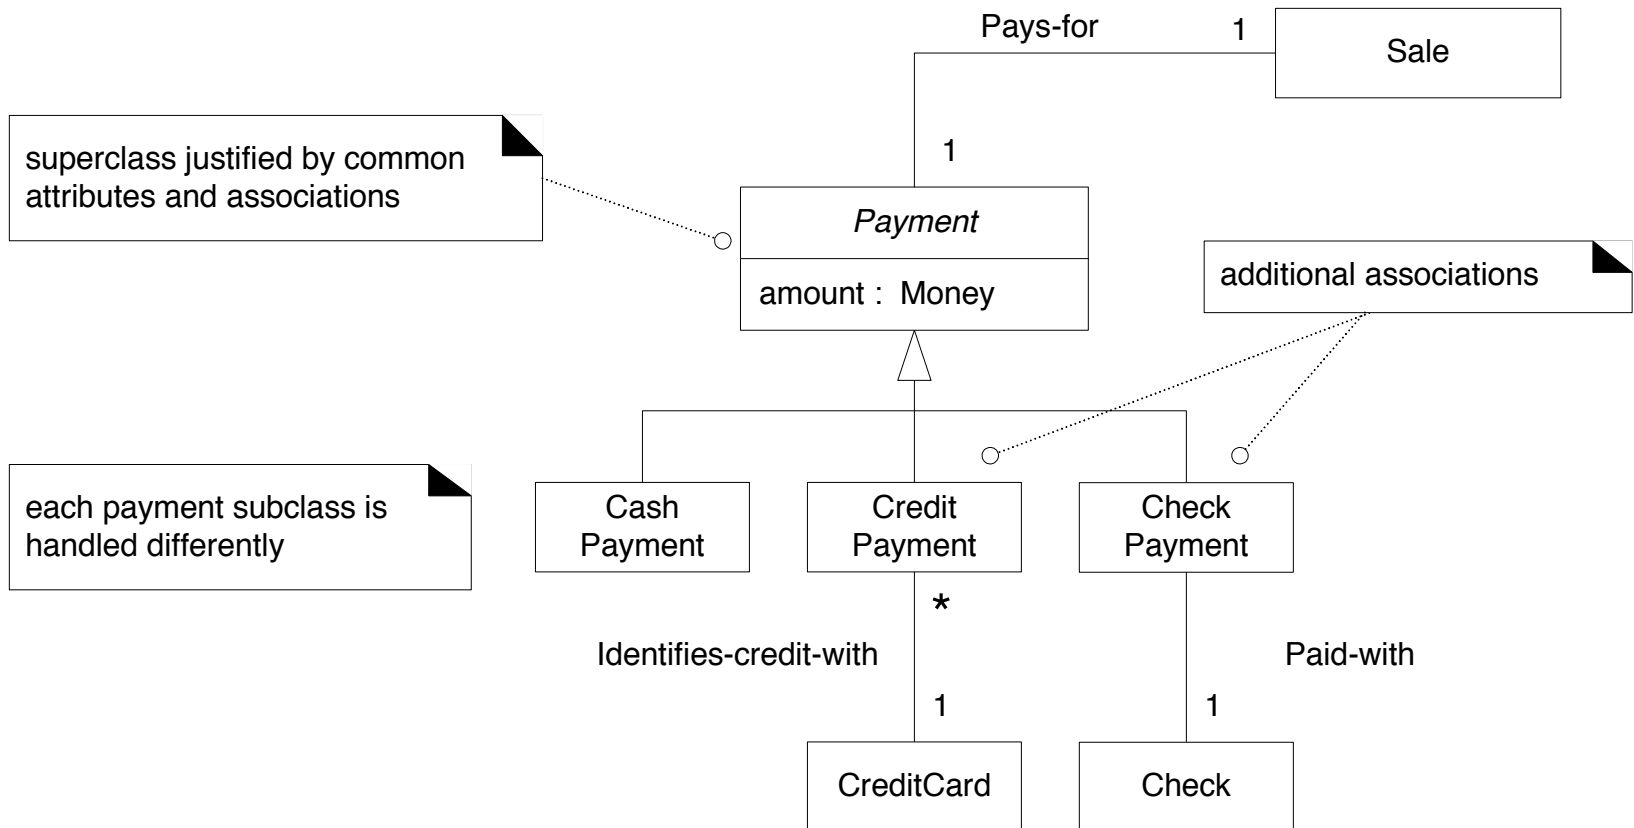 Pays-for
1
Sale
superclass justified by common
attributes and associations
1
Payment
amount : Money
additional associations
each payment subclass is
handled differently
Cash
Payment
Credit
Payment
Check
Payment
*
Identifies-credit-with
Paid-with
1
1
CreditCard
Check